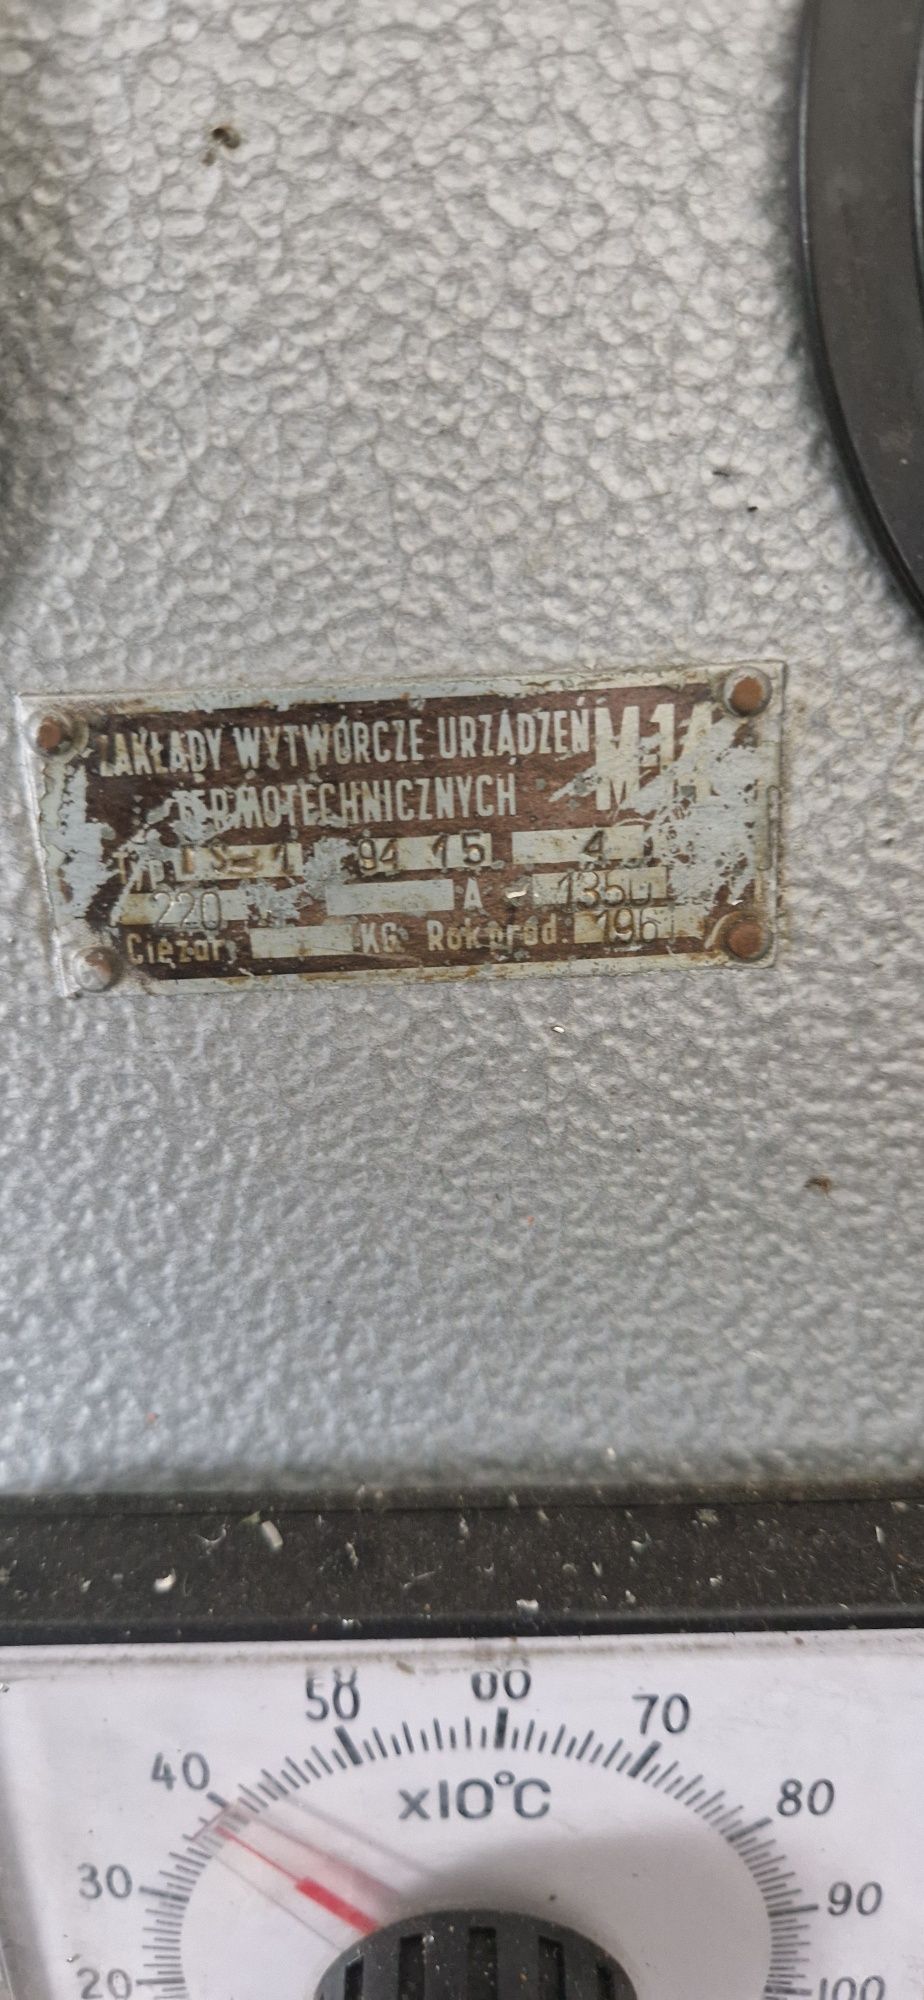 ZAKŁADY WYTWÓRCZE URZĄDZEŃ
TERMOTECHNICZNYCH
Typ 94 15 4
220 A 1350
Ciężar KG Rok prod. 196
50 60 70
40 80
x10°C
30 90
20 100